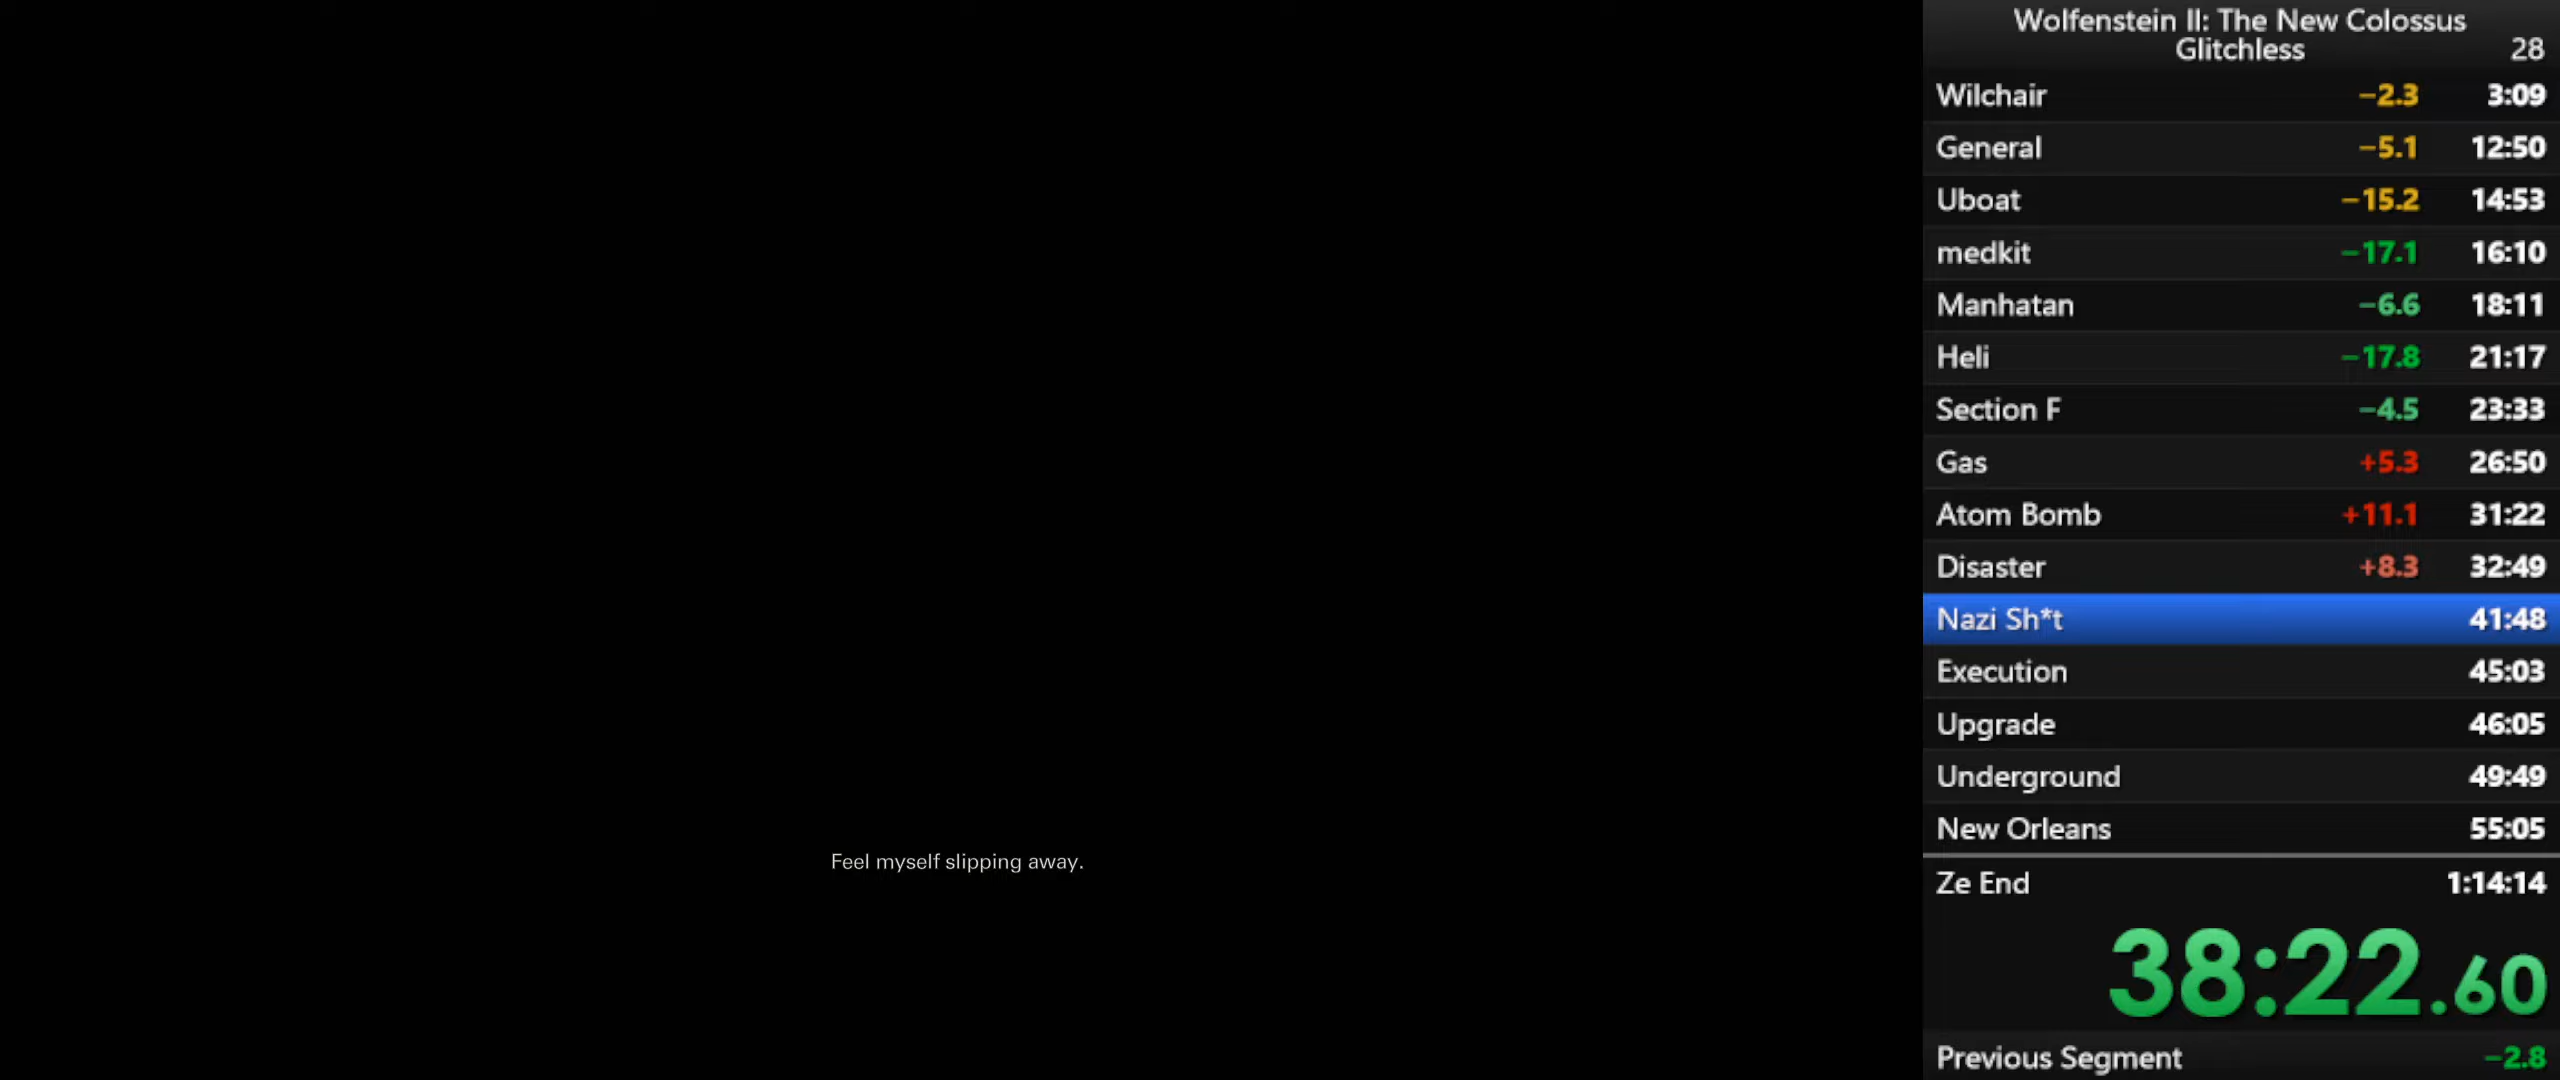 Wolfenstein II: The New Colossus
Glitchless 28
Wilchair −2.3 3:09
General −5.1 12:50
Uboat −15.2 14:53
medkit −17.1 16:10
Manhatan −6.6 18:11
Heli −17.8 21:17
Section F −4.5 23:33
Gas +5.3 26:50
Atom Bomb +11.1 31:22
Disaster +8.3 32:49
Nazi Sh*t 41:48
Execution 45:03
Upgrade 46:05
Underground 49:49
New Orleans 55:05
Ze End 1:14:14
38:22.60
Previous Segment −2.8
Feel myself slipping away.